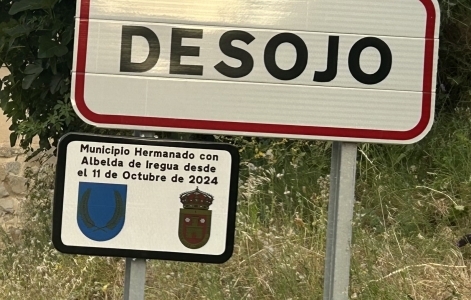 DESOJO
Municipio Hermanado con
Albelda de Iregua desde
el 11 de Octubre de 2024